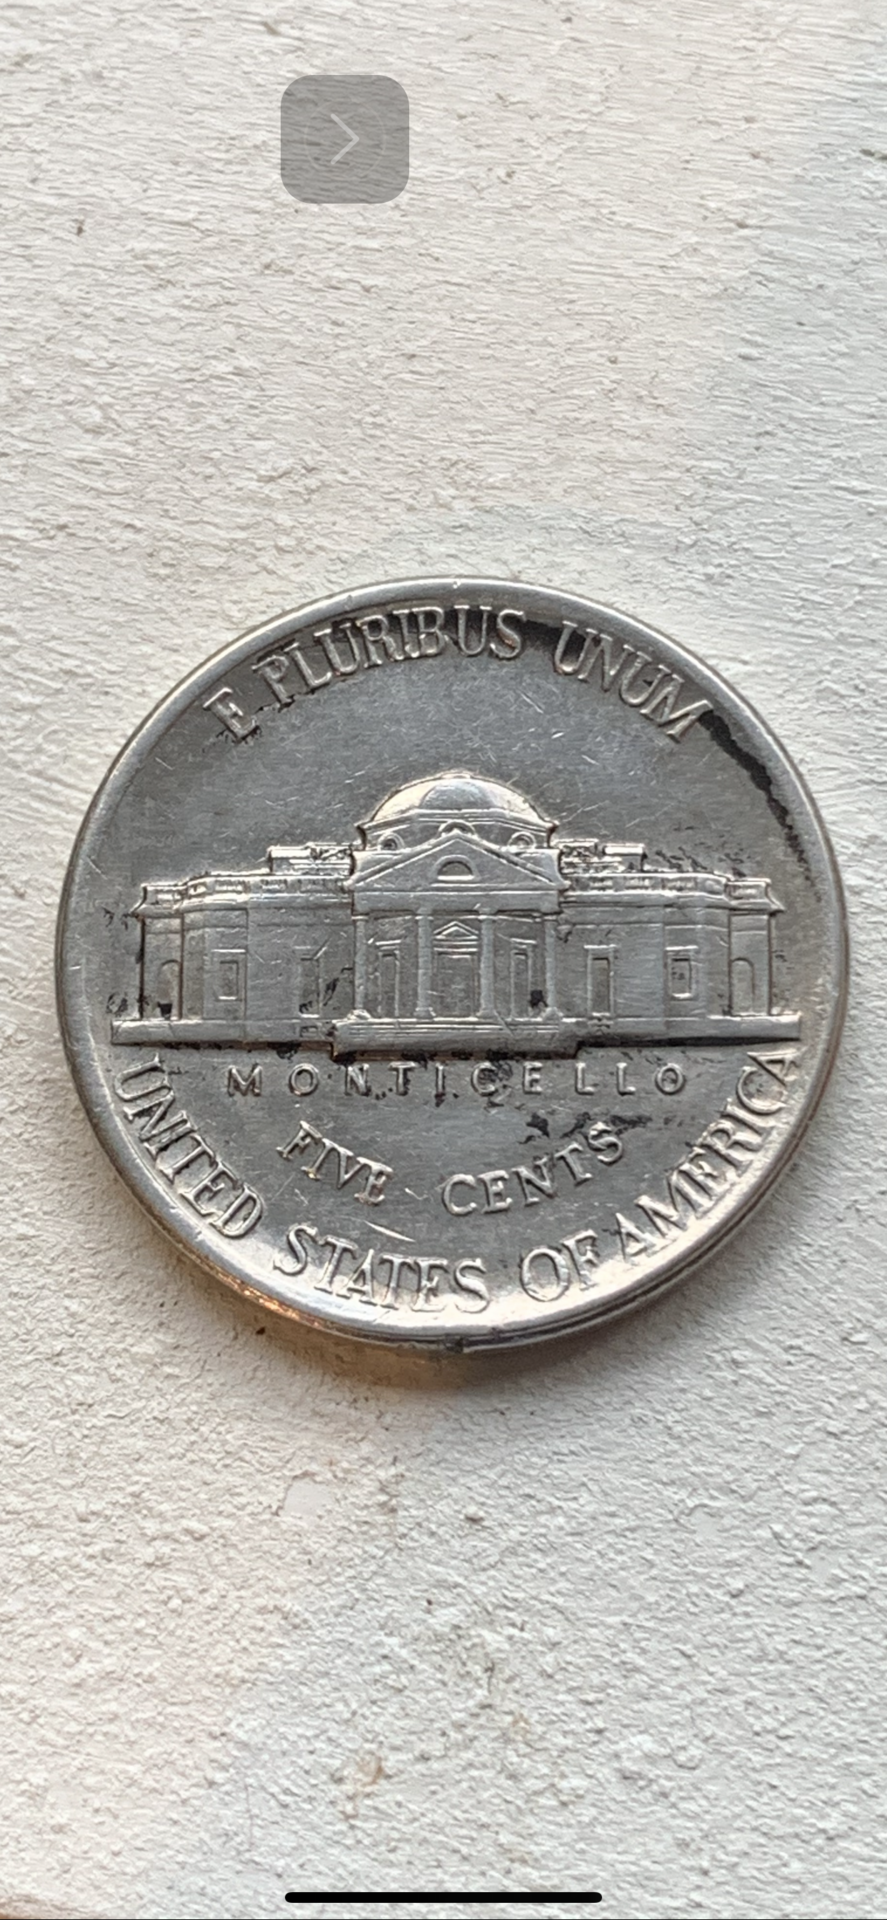 E PLURIBUS UNUM
MONTICELLO
FIVE CENTS
UNITED STATES OF AMERICA